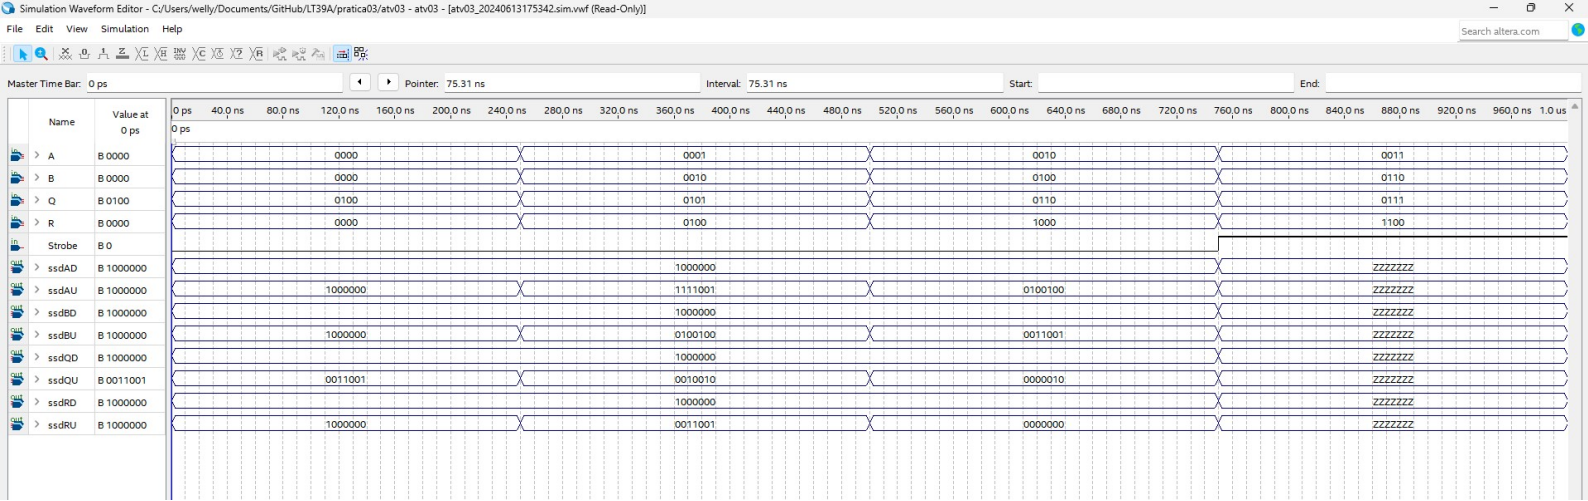 Simulation Waveform Editor - C:/Users/welly/Documents/GitHub/LT39A/pratica03/atv03 - atv03 - [atv03_20240613175342.sim.vwf (Read-Only)]
File Edit View Simulation Help
Search altera.com
Master Time Bar: 0 ps Pointer: 75.31 ns Interval: 75.31 ns Start: End:
Name Value at 0 ps
0 ps 40.0 ns 80.0 ns 120.0 ns 160.0 ns 200.0 ns 240.0 ns 280.0 ns 320.0 ns 360.0 ns 400.0 ns 440.0 ns 480.0 ns 520.0 ns 560.0 ns 600.0 ns 640.0 ns 680.0 ns 720.0 ns 760.0 ns 800.0 ns 840.0 ns 880.0 ns 920.0 ns 960.0 ns 1.0 us
0 ps
A B 0000 0000 0001 0010 0011
B B 0000 0000 0010 0100 0110
Q B 0100 0100 0101 0110 0111
R B 0000 0000 0100 1000 1100
Strobe B 0
ssdAD B 1000000 1000000 ZZZZZZZ
ssdAU B 1000000 1000000 1111001 0100100 ZZZZZZZ
ssdBD B 1000000 1000000 ZZZZZZZ
ssdBU B 1000000 1000000 0100100 0011001 ZZZZZZZ
ssdQD B 1000000 1000000 ZZZZZZZ
ssdQU B 0011001 0011001 0010010 0000010 ZZZZZZZ
ssdRD B 1000000 1000000 ZZZZZZZ
ssdRU B 1000000 1000000 0011001 0000000 ZZZZZZZ